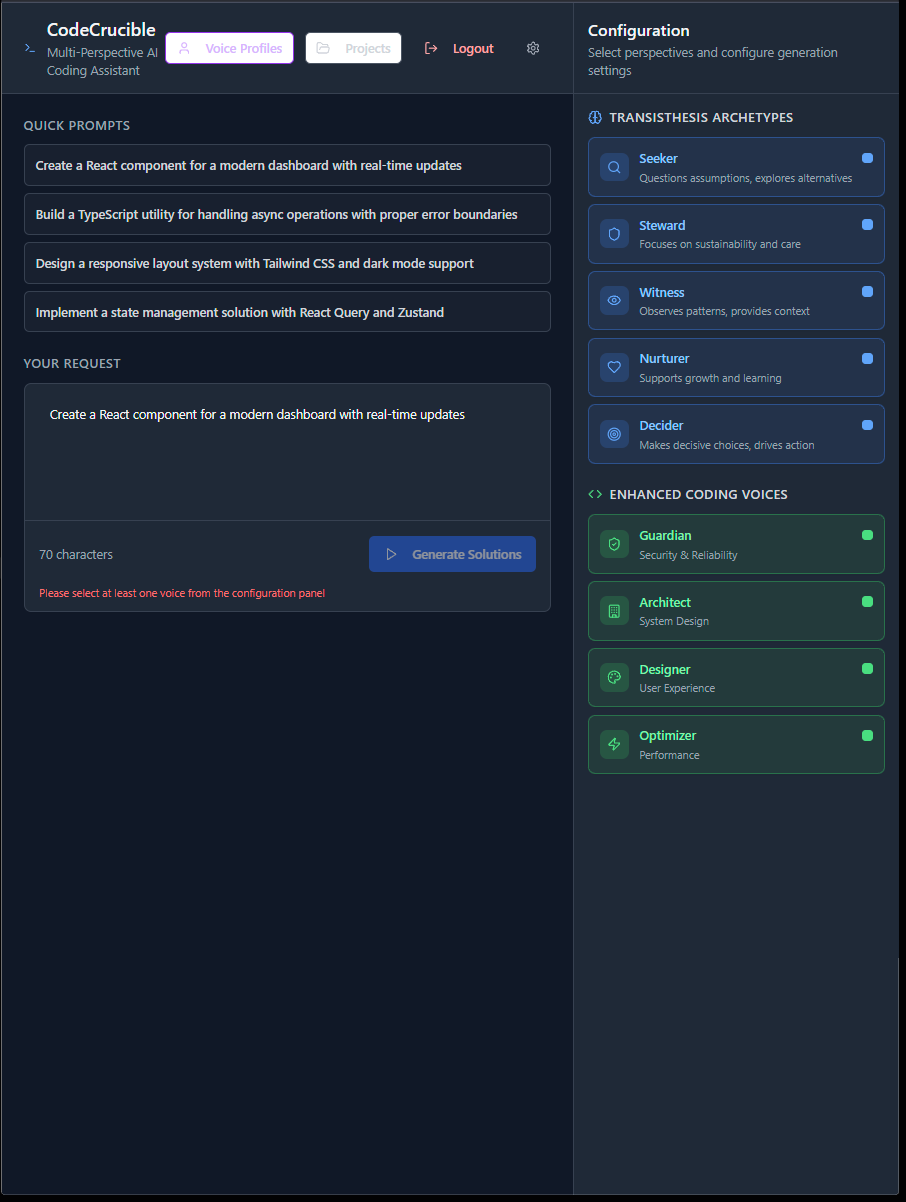 CodeCrucible
Multi-Perspective AI
Coding Assistant
Voice Profiles
Projects
Logout
QUICK PROMPTS
Create a React component for a modern dashboard with real-time updates
Build a TypeScript utility for handling async operations with proper error boundaries
Design a responsive layout system with Tailwind CSS and dark mode support
Implement a state management solution with React Query and Zustand
YOUR REQUEST
Create a React component for a modern dashboard with real-time updates
70 characters
Generate Solutions
Please select at least one voice from the configuration panel
Configuration
Select perspectives and configure generation
settings
TRANSISTHESIS ARCHETYPES
Seeker
Questions assumptions, explores alternatives
Steward
Focuses on sustainability and care
Witness
Observes patterns, provides context
Nurturer
Supports growth and learning
Decider
Makes decisive choices, drives action
ENHANCED CODING VOICES
Guardian
Security & Reliability
Architect
System Design
Designer
User Experience
Optimizer
Performance